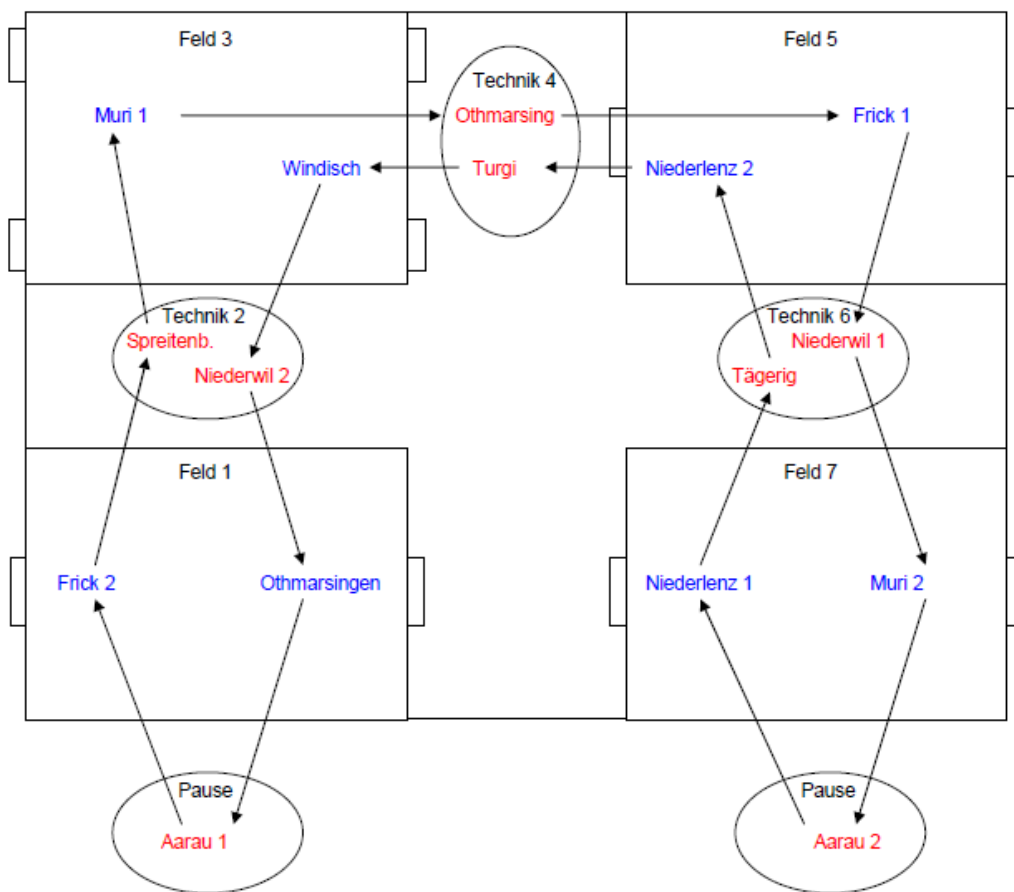 Feld 3
Feld 5
Technik 4
Muri 1
Othmarsing
Frick 1
Windisch
Turgi
Niederlenz 2
Technik 2
Spreitenb.
Niederwil 2
Technik 6
Niederwil 1
Tägerig
Feld 1
Feld 7
Frick 2
Othmarsingen
Niederlenz 1
Muri 2
Pause
Aarau 1
Pause
Aarau 2